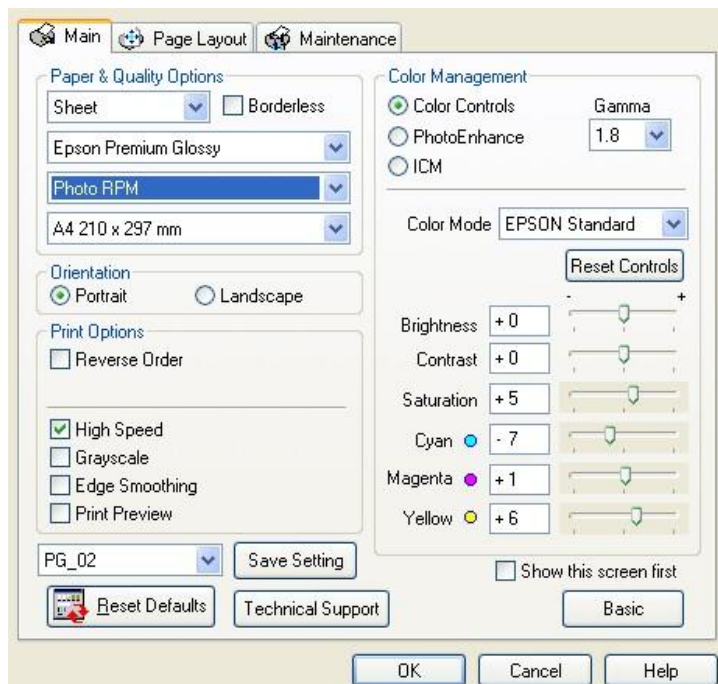 Main
Page Layout
Maintenance
Paper & Quality Options
Sheet
Borderless
Epson Premium Glossy
Photo RPM
A4 210 x 297 mm
Orientation
Portrait
Landscape
Print Options
Reverse Order
High Speed
Grayscale
Edge Smoothing
Print Preview
PG_02
Save Setting
Reset Defaults
Technical Support
Color Management
Color Controls
PhotoEnhance
ICM
Gamma
1.8
Color Mode EPSON Standard
Reset Controls
- +
Brightness + 0
Contrast + 0
Saturation + 5
Cyan - 7
Magenta + 1
Yellow + 6
Show this screen first
Basic
OK
Cancel
Help